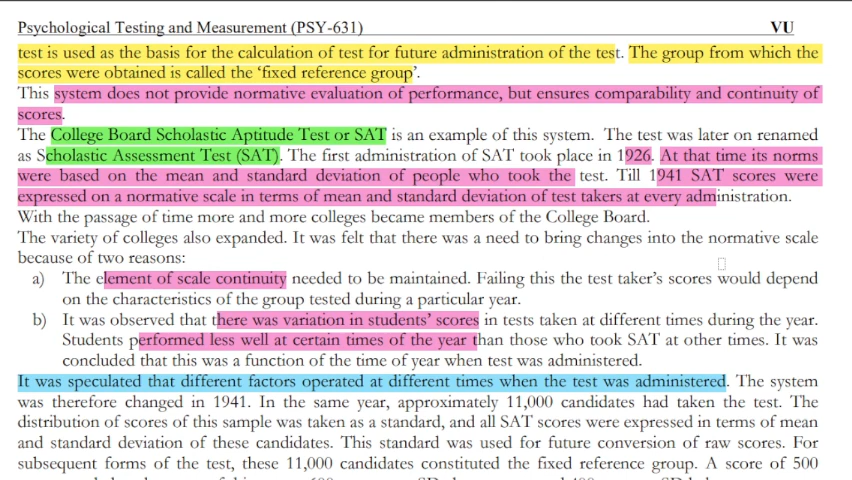 Psychological Testing and Measurement (PSY-631) VU
test is used as the basis for the calculation of test for future administration of the test. The group from which the
scores were obtained is called the ‘fixed reference group’.
This system does not provide normative evaluation of performance, but ensures comparability and continuity of
scores.
The College Board Scholastic Aptitude Test or SAT is an example of this system. The test was later on renamed
as Scholastic Assessment Test (SAT). The first administration of SAT took place in 1926. At that time its norms
were based on the mean and standard deviation of people who took the test. Till 1941 SAT scores were
expressed on a normative scale in terms of mean and standard deviation of test takers at every administration.
With the passage of time more and more colleges became members of the College Board.
The variety of colleges also expanded. It was felt that there was a need to bring changes into the normative scale
because of two reasons:
a) The element of scale continuity needed to be maintained. Failing this the test taker’s scores would depend
on the characteristics of the group tested during a particular year.
b) It was observed that there was variation in students’ scores in tests taken at different times during the year.
Students performed less well at certain times of the year than those who took SAT at other times. It was
concluded that this was a function of the time of year when test was administered.
It was speculated that different factors operated at different times when the test was administered. The system
was therefore changed in 1941. In the same year, approximately 11,000 candidates had taken the test. The
distribution of scores of this sample was taken as a standard, and all SAT scores were expressed in terms of mean
and standard deviation of these candidates. This standard was used for future conversion of raw scores. For
subsequent forms of the test, these 11,000 candidates constituted the fixed reference group. A score of 500